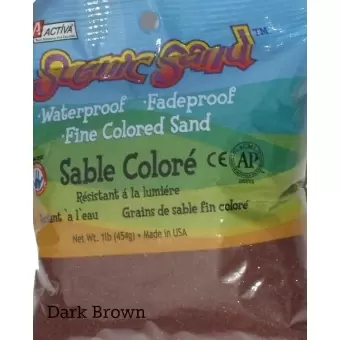 ACTIVA
Scenic Sand™
·Waterproof ·Fadeproof
·Fine Colored Sand
Sable Coloré CE AP
Résistant á la lumière
à l'eau Grains de sable fin coloré
Net Wt. 1lb (454g) • Made in USA
Dark Brown